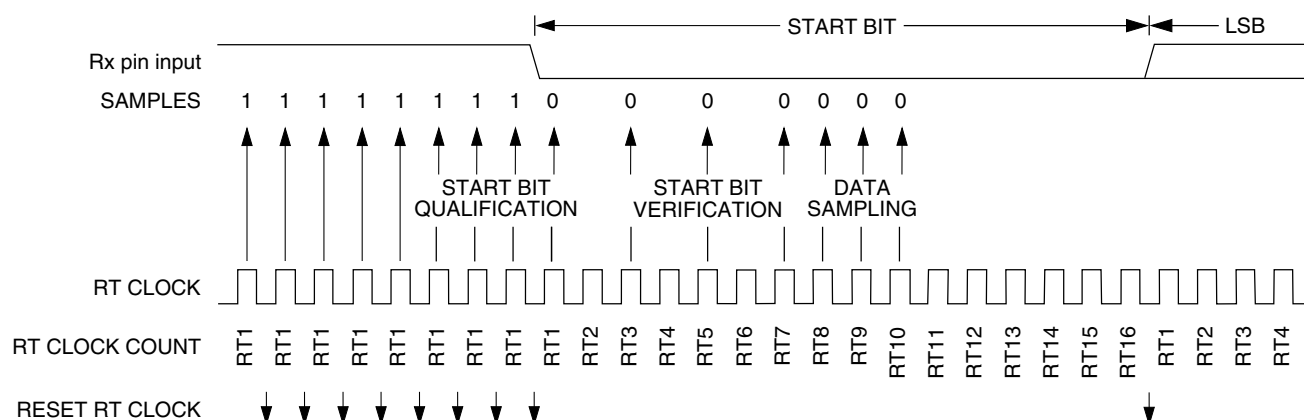 START BIT LSB
Rx pin input
SAMPLES 1 1 1 1 1 1 1 1 0 0 0 0 0 0 0
START BIT QUALIFICATION START BIT VERIFICATION DATA SAMPLING
RT CLOCK
RT CLOCK COUNT RT1 RT1 RT1 RT1 RT1 RT1 RT1 RT1 RT1 RT2 RT3 RT4 RT5 RT6 RT7 RT8 RT9 RT10 RT11 RT12 RT13 RT14 RT15 RT16 RT1 RT2 RT3 RT4
RESET RT CLOCK